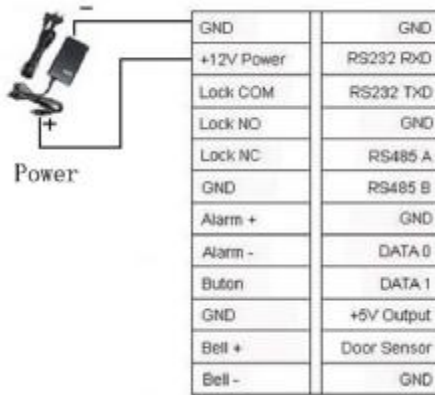 −
GND GND
+12V Power RS232 RXD
Lock COM RS232 TXD
Lock NO GND
+
Lock NC RS485 A
Power
GND RS485 B
Alarm + GND
Alarm - DATA 0
Buton DATA 1
GND +5V Output
Bell + Door Sensor
Bell - GND